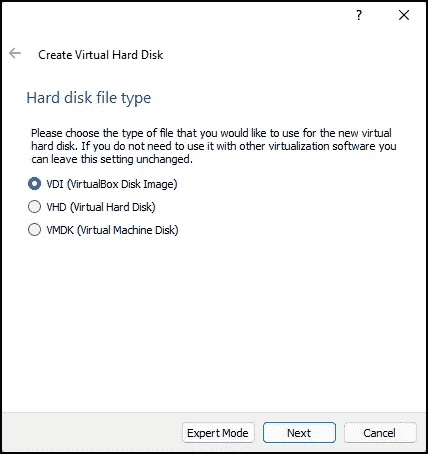 ?
Create Virtual Hard Disk
Hard disk file type
Please choose the type of file that you would like to use for the new virtual
hard disk. If you do not need to use it with other virtualization software you
can leave this setting unchanged.
VDI (VirtualBox Disk Image)
VHD (Virtual Hard Disk)
VMDK (Virtual Machine Disk)
Expert Mode Next Cancel